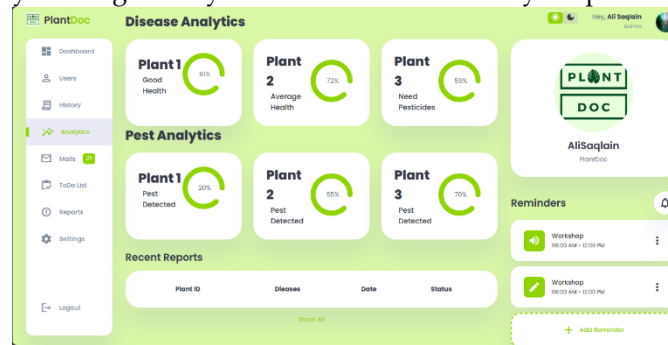 PlantDoc
Disease Analytics
Hey, Ali Saqlain
Admin
Dashboard
Users
History
Analytics
Mails 27
ToDo List
Reports
Settings
Logout
Plant 1
Good
Health
81%
Plant
2
Average
Health
72%
Plant
3
Need
Pesticides
Pest Analytics
Plant 1
Pest
Detected
20%
Plant
2
Pest
Detected
55%
Plant
3
Pest
Detected
70%
Recent Reports
Plant ID Dieases Date Status
Show All
PLANT
DOC
AliSaqlain
PlantDoc
Reminders
Workshop
08:00 AM - 12:00 PM
Workshop
08:00 AM - 12:00 PM
+ Add Reminder